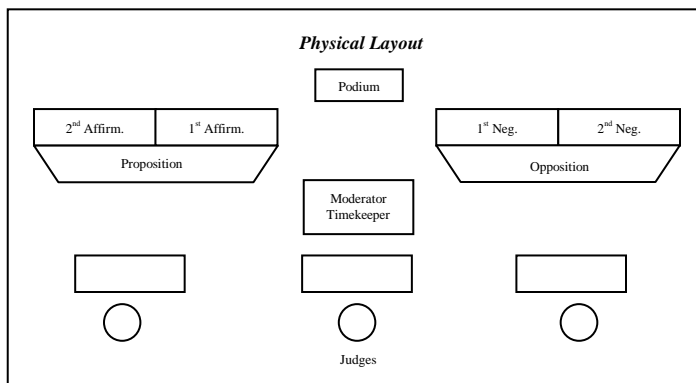 Physical Layout
Podium
2nd Affirm. 1st Affirm. 1st Neg. 2nd Neg.
Proposition Opposition
Moderator
Timekeeper
Judges